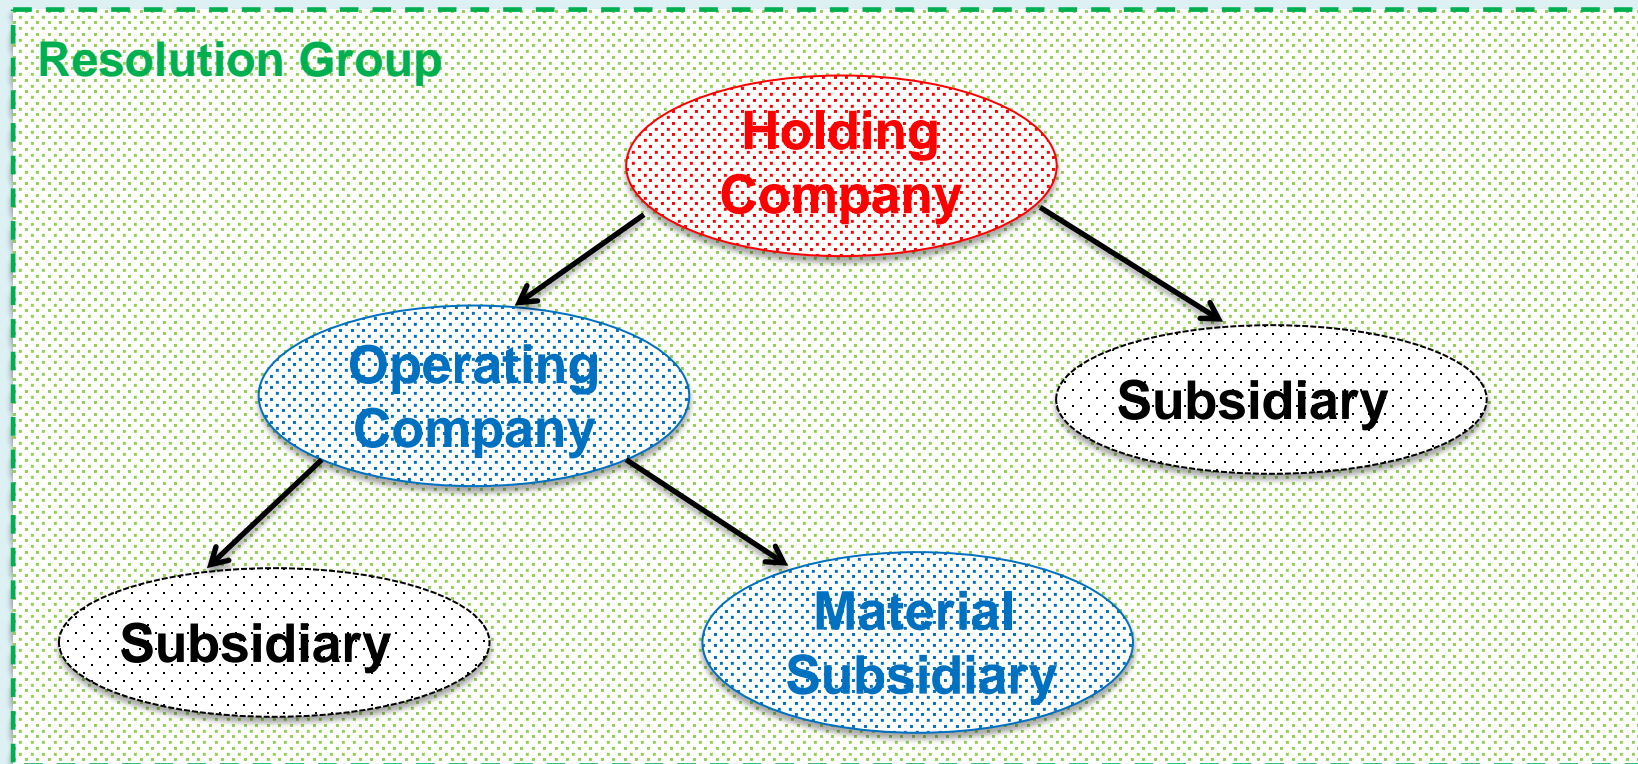 Resolution Group
Holding
Company
Operating
Company
Subsidiary
Subsidiary
Material
Subsidiary